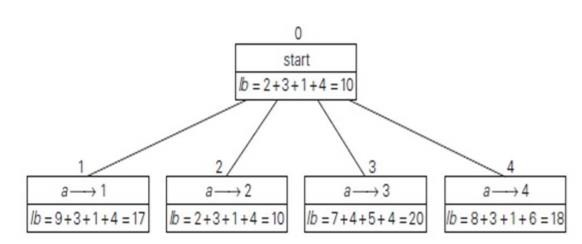 0
start
lb = 2+3+1+4 = 10
1
a ⟶ 1
lb = 9+3+1+4 = 17
2
a ⟶ 2
lb = 2+3+1+4 = 10
3
a ⟶ 3
lb = 7+4+5+4 = 20
4
a ⟶ 4
lb = 8+3+1+6 = 18